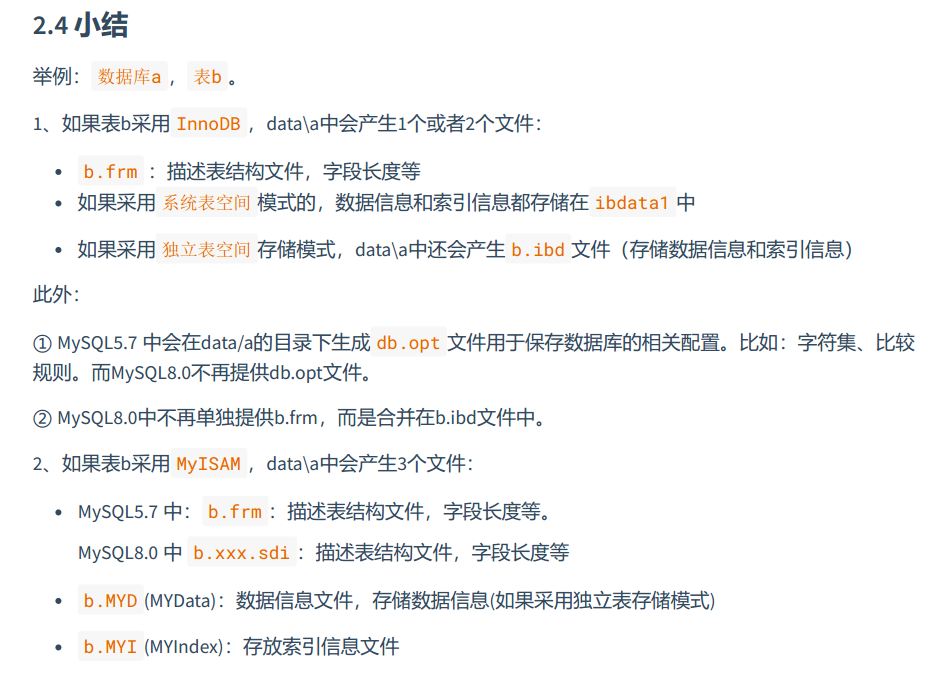 2.4 小结
举例：数据库a ， 表b 。
1、如果表b采用 InnoDB ，data\a中会产生1个或者2个文件：
• b.frm ：描述表结构文件，字段长度等
• 如果采用 系统表空间 模式的，数据信息和索引信息都存储在 ibdata1 中
• 如果采用 独立表空间 存储模式，data\a中还会产生 b.ibd 文件（存储数据信息和索引信息）
此外：
① MySQL5.7 中会在data/a的目录下生成 db.opt 文件用于保存数据库的相关配置。比如：字符集、比较
规则。而MySQL8.0不再提供db.opt文件。
② MySQL8.0中不再单独提供b.frm，而是合并在b.ibd文件中。
2、如果表b采用 MyISAM ，data\a中会产生3个文件：
• MySQL5.7 中： b.frm ：描述表结构文件，字段长度等。
MySQL8.0 中 b.xxx.sdi ：描述表结构文件，字段长度等
• b.MYD (MYData)：数据信息文件，存储数据信息(如果采用独立表存储模式)
• b.MYI (MYIndex)：存放索引信息文件